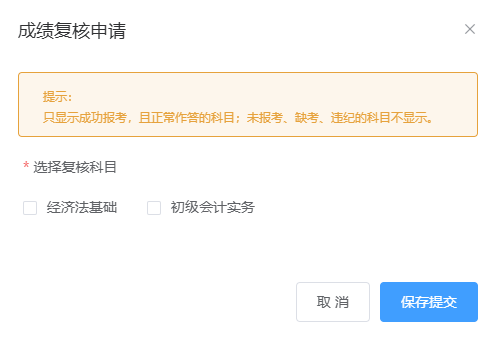 成绩复核申请
提示：
只显示成功报考，且正常作答的科目；未报考、缺考、违纪的科目不显示。
* 选择复核科目
经济法基础 初级会计实务
取 消 保存提交